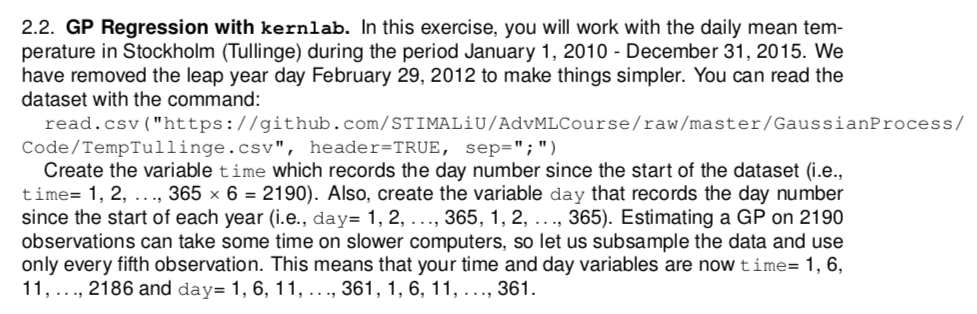 2.2. GP Regression with kernlab. In this exercise, you will work with the daily mean tem-
perature in Stockholm (Tullinge) during the period January 1, 2010 - December 31, 2015. We
have removed the leap year day February 29, 2012 to make things simpler. You can read the
dataset with the command:
read.csv("https://github.com/STIMALiU/AdvMLCourse/raw/master/GaussianProcess/
Code/TempTullinge.csv", header=TRUE, sep=";")
Create the variable time which records the day number since the start of the dataset (i.e.,
time= 1, 2, ..., 365 × 6 = 2190). Also, create the variable day that records the day number
since the start of each year (i.e., day= 1, 2, ..., 365, 1, 2, ..., 365). Estimating a GP on 2190
observations can take some time on slower computers, so let us subsample the data and use
only every fifth observation. This means that your time and day variables are now time= 1, 6,
11, ..., 2186 and day= 1, 6, 11, ..., 361, 1, 6, 11, ..., 361.